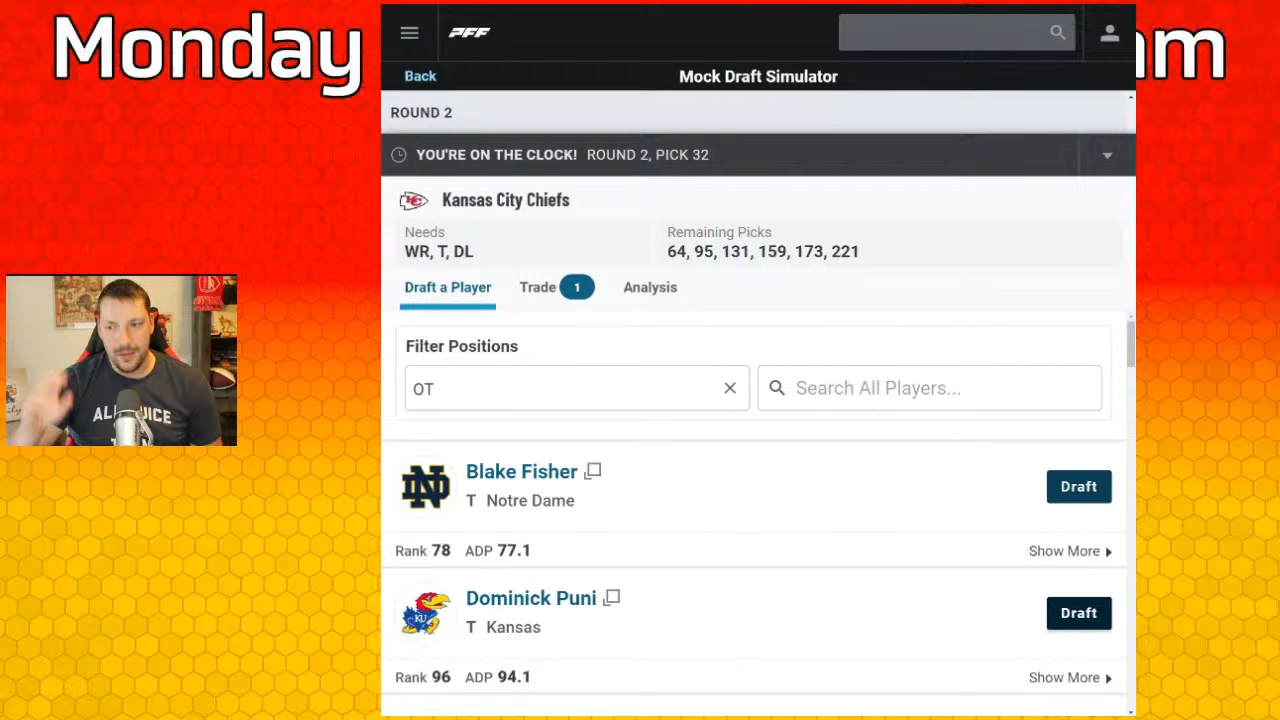 Monday
am
PFF
Back
Mock Draft Simulator
ROUND 2
YOU'RE ON THE CLOCK! ROUND 2, PICK 32
KC
Kansas City Chiefs
Needs
WR, T, DL
Remaining Picks
64, 95, 131, 159, 173, 221
Draft a Player
Trade 1
Analysis
Filter Positions
OT
Search All Players...
ND
Blake Fisher
T Notre Dame
Draft
Rank 78 ADP 77.1
Show More
KU
Dominick Puni
T Kansas
Draft
Rank 96 ADP 94.1
Show More